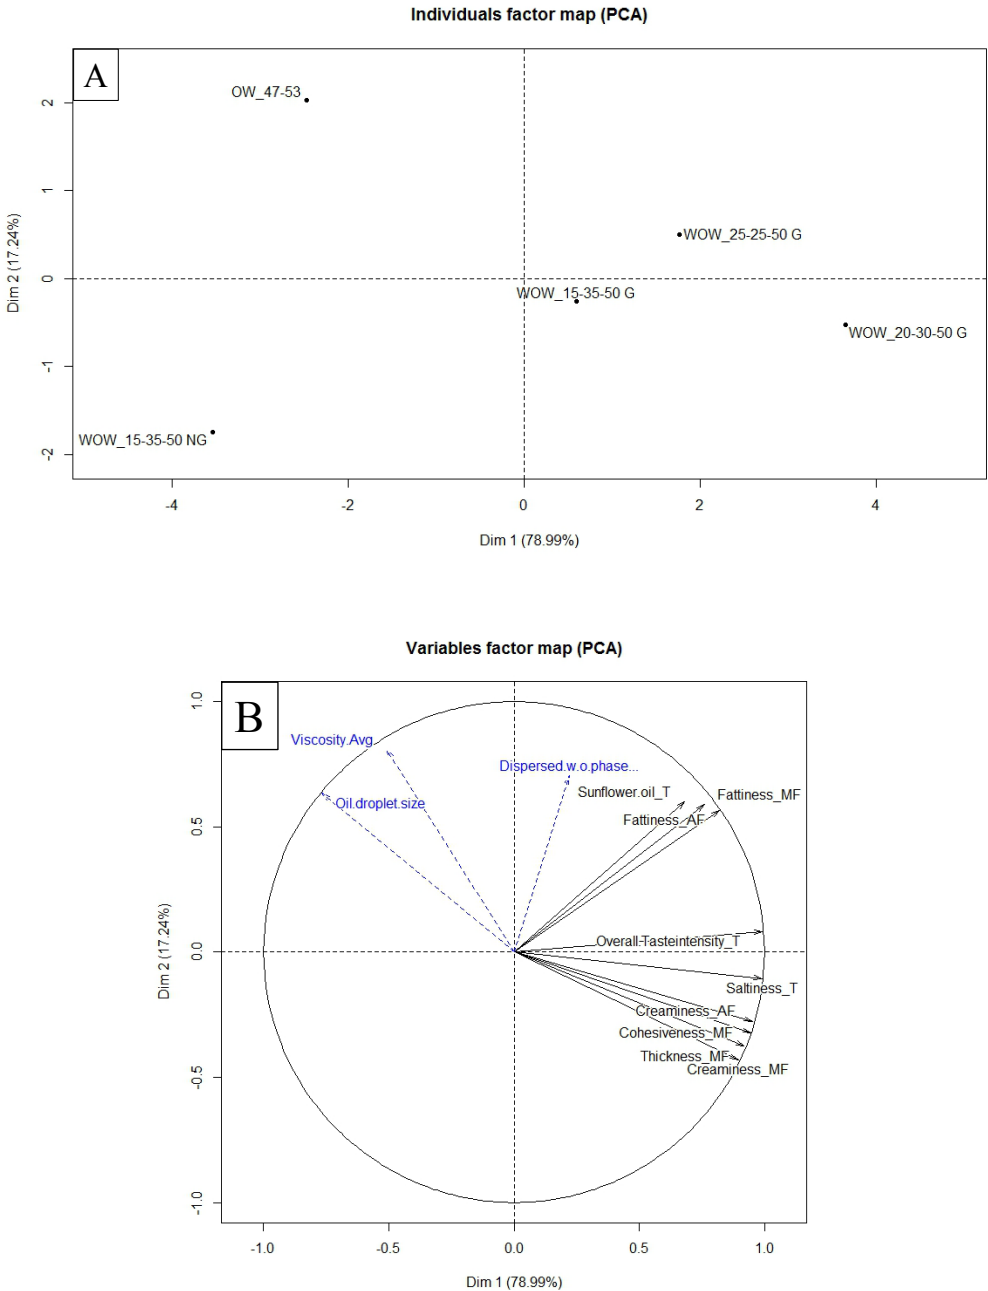 Individuals factor map (PCA)
A
OW_47-53
WOW_25-25-50 G
WOW_15-35-50 G
WOW_20-30-50 G
WOW_15-35-50 NG
2
1
0
-1
-2
Dim 2 (17.24%)
-4
-2
0
2
4
Dim 1 (78.99%)
Variables factor map (PCA)
B
Viscosity.Avg
Dispersed.w.o.phase...
Oil.droplet.size
Sunflower.oil_T
Fattiness_MF
Fattiness_AF
Overall-Tasteintensity_T
Saltiness_T
Creaminess_AF
Cohesiveness_MF
Thickness_MF
Creaminess_MF
1.0
0.5
0.0
-0.5
-1.0
Dim 2 (17.24%)
-1.0
-0.5
0.0
0.5
1.0
Dim 1 (78.99%)